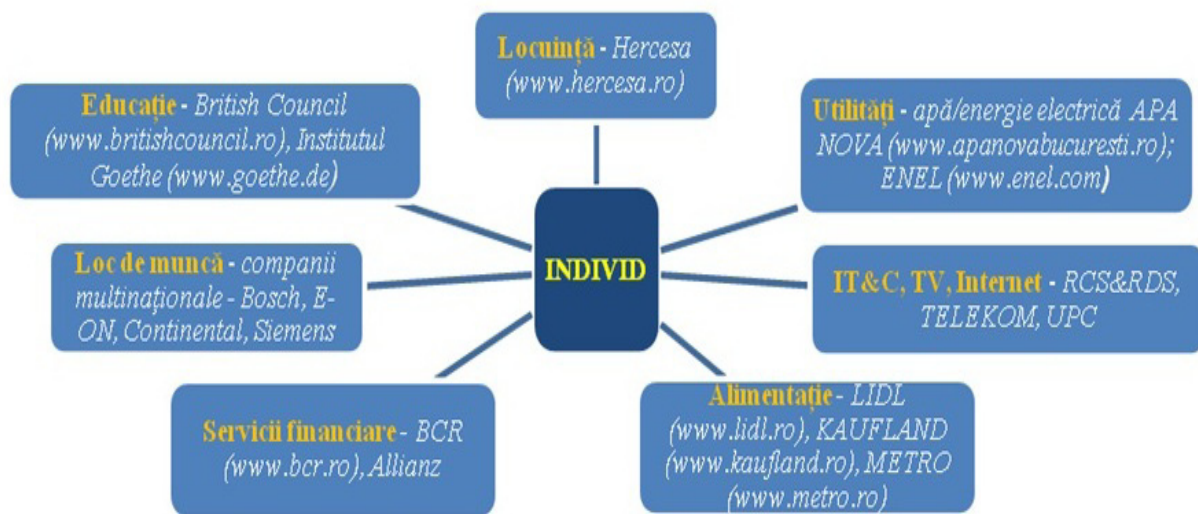 Locuință - Hercesa
(www.hercesa.ro)
Educație - British Council
(www.britishcouncil.ro), Institutul
Goethe (www.goethe.de)
Utilități - apă/energie electrică APA
NOVA (www.apanovabucuresti.ro);
ENEL (www.enel.com)
INDIVID
Loc de muncă - companii
multinaționale - Bosch, E-
ON, Continental, Siemens
IT&C, TV, Internet - RCS&RDS,
TELEKOM, UPC
Servicii financiare - BCR
(www.bcr.ro), Allianz
Alimentație - LIDL
(www.lidl.ro), KAUFLAND
(www.kaufland.ro), METRO
(www.metro.ro)